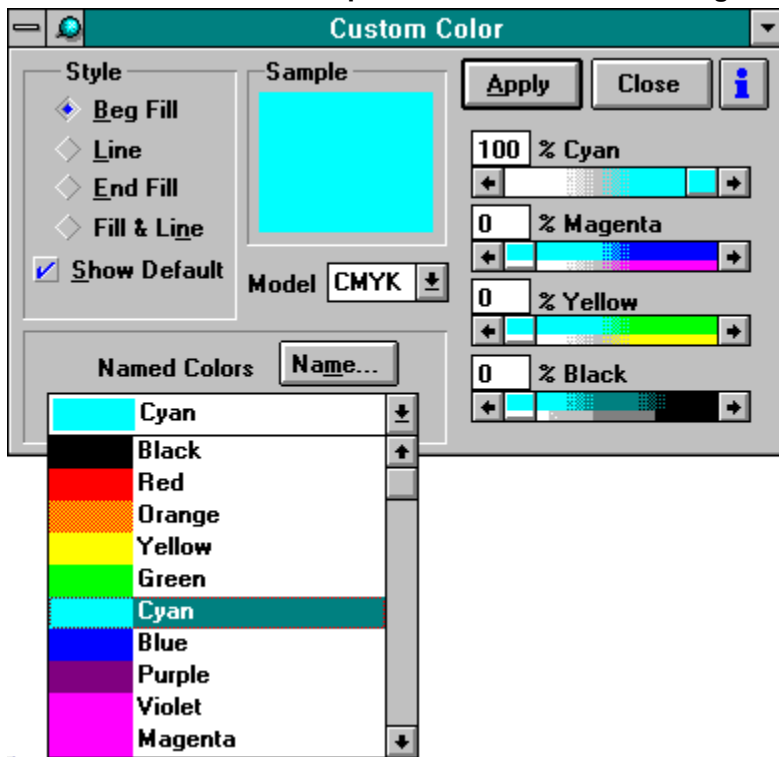 Custom Color
Style
Beg Fill
Line
End Fill
Fill & Line
Show Default
Sample
Model CMYK
Apply Close i
100 % Cyan
0 % Magenta
0 % Yellow
0 % Black
Named Colors Name...
Cyan
Black
Red
Orange
Yellow
Green
Cyan
Blue
Purple
Violet
Magenta